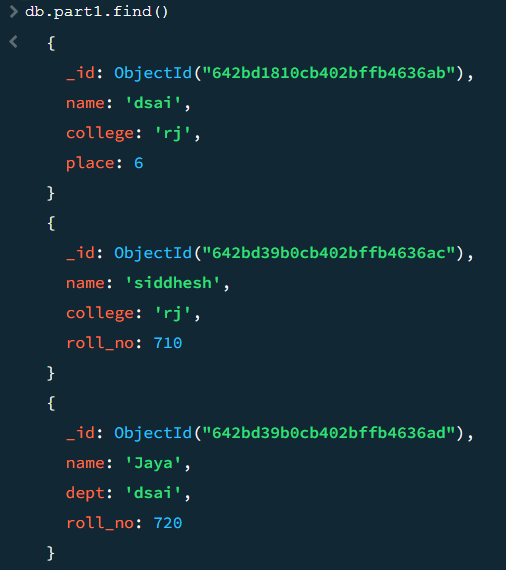 db.part1.find()
{
_id: ObjectId("642bd1810cb402bffb4636ab"),
name: 'dsai',
college: 'rj',
place: 6
}
{
_id: ObjectId("642bd39b0cb402bffb4636ac"),
name: 'siddhesh',
college: 'rj',
roll_no: 710
}
{
_id: ObjectId("642bd39b0cb402bffb4636ad"),
name: 'Jaya',
dept: 'dsai',
roll_no: 720
}